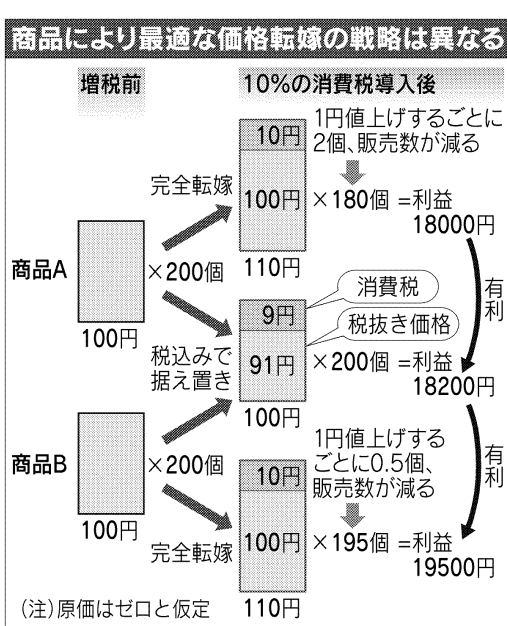 商品により最適な価格転嫁の戦略は異なる
増税前
10%の消費税導入後
1円値上げするごとに
2個、販売数が減る
10円
完全転嫁
100円
×180個 =利益
18000円
110円
商品A
×200個
100円
有利
消費税
9円
税抜き価格
税込みで
据え置き
91円
×200個 =利益
18200円
100円
商品B
×200個
100円
1円値上げする
ごとに0.5個、
販売数が減る
有利
10円
完全転嫁
100円
×195個 =利益
19500円
110円
(注)原価はゼロと仮定